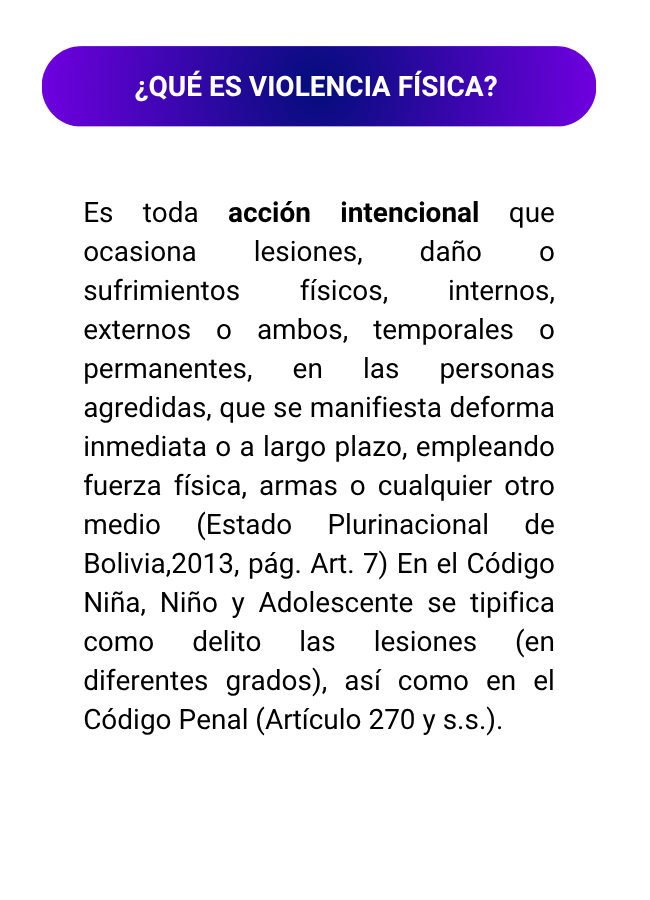 ¿QUÉ ES VIOLENCIA FÍSICA?
Es toda acción intencional que
ocasiona lesiones, daño o
sufrimientos físicos, internos,
externos o ambos, temporales o
permanentes, en las personas
agredidas, que se manifiesta deforma
inmediata o a largo plazo, empleando
fuerza física, armas o cualquier otro
medio (Estado Plurinacional de
Bolivia,2013, pág. Art. 7) En el Código
Niña, Niño y Adolescente se tipifica
como delito las lesiones (en
diferentes grados), así como en el
Código Penal (Artículo 270 y s.s.).